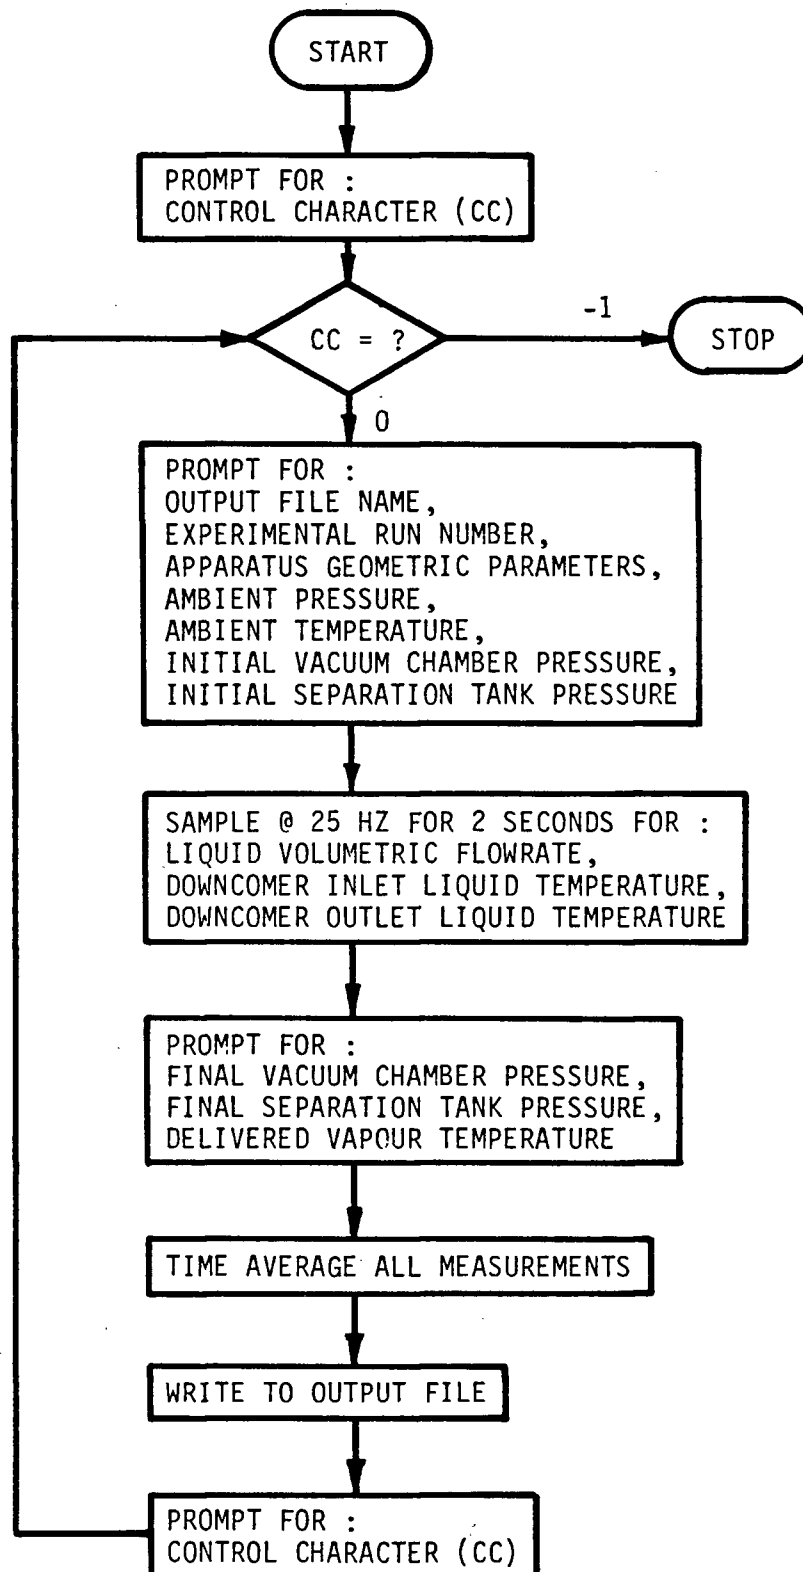 START
PROMPT FOR :
CONTROL CHARACTER (CC)
CC = ?
-1
STOP
0
PROMPT FOR :
OUTPUT FILE NAME,
EXPERIMENTAL RUN NUMBER,
APPARATUS GEOMETRIC PARAMETERS,
AMBIENT PRESSURE,
AMBIENT TEMPERATURE,
INITIAL VACUUM CHAMBER PRESSURE,
INITIAL SEPARATION TANK PRESSURE
SAMPLE @ 25 HZ FOR 2 SECONDS FOR :
LIQUID VOLUMETRIC FLOWRATE,
DOWNCOMER INLET LIQUID TEMPERATURE,
DOWNCOMER OUTLET LIQUID TEMPERATURE
PROMPT FOR :
FINAL VACUUM CHAMBER PRESSURE,
FINAL SEPARATION TANK PRESSURE,
DELIVERED VAPOUR TEMPERATURE
TIME AVERAGE ALL MEASUREMENTS
WRITE TO OUTPUT FILE
PROMPT FOR :
CONTROL CHARACTER (CC)